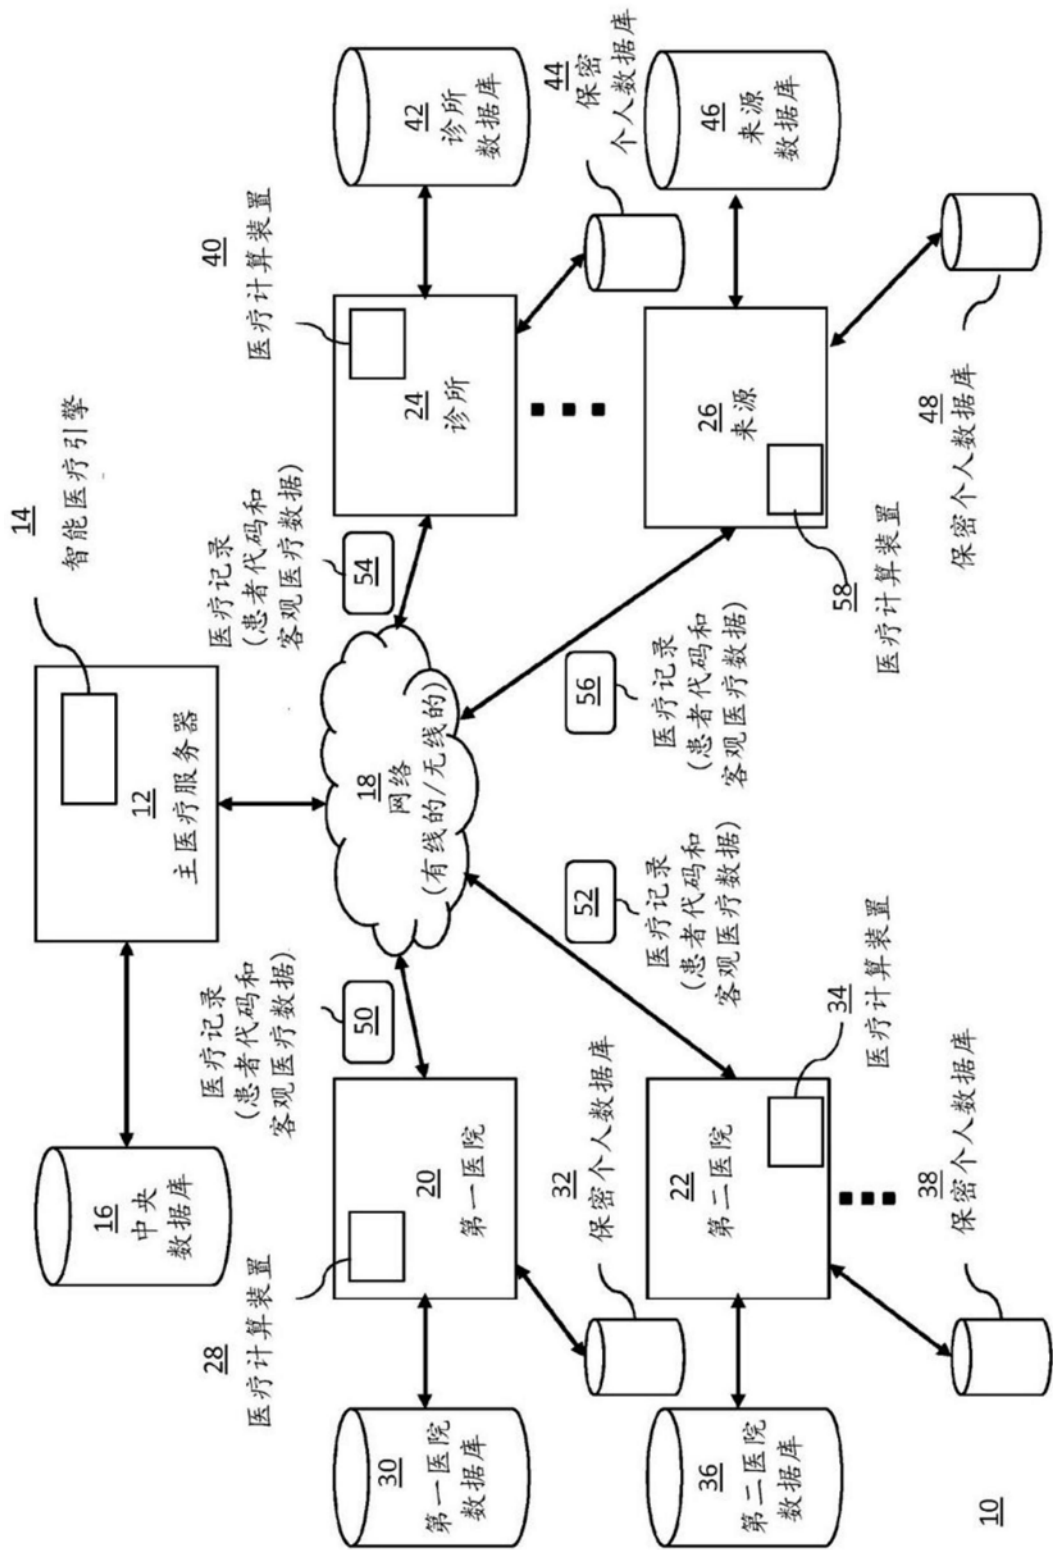 14
智能医疗引擎
12
主医疗服务器
16
中央
数据库
18
网络
(有线的/无线的)
28
医疗计算装置
20
第一医院
30
第一医院
数据库
32
保密个人数据库
50
医疗记录
(患者代码和
客观医疗数据)
54
医疗记录
(患者代码和
客观医疗数据)
40
医疗计算装置
24
诊所
42
诊所
数据库
44
保密
个人数据库
36
第二医院
数据库
22
第二医院
34
医疗计算装置
38
保密个人数据库
52
医疗记录
(患者代码和
客观医疗数据)
56
医疗记录
(患者代码和
客观医疗数据)
26
来源
58
医疗计算装置
46
来源
数据库
48
保密个人数据库
10